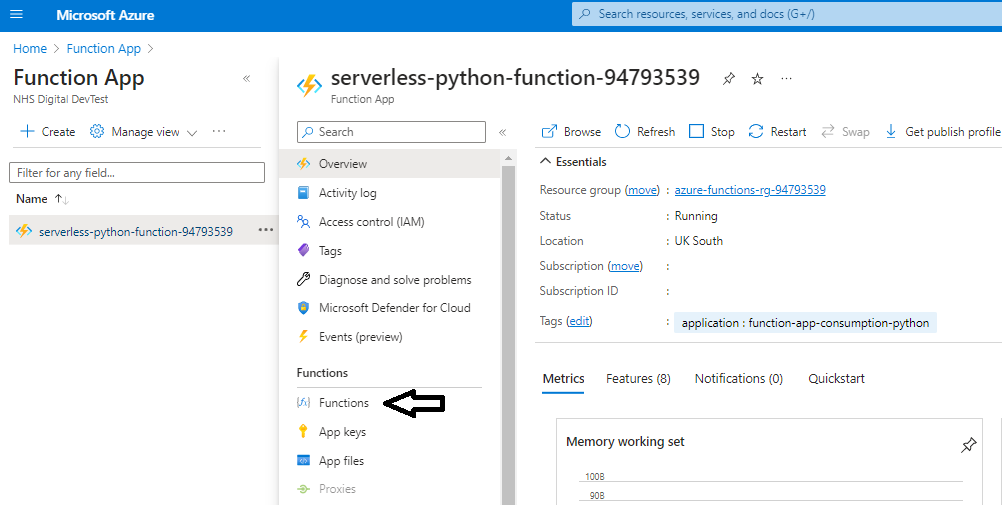 Microsoft Azure
Search resources, services, and docs (G+/)
Home > Function App >
Function App
NHS Digital DevTest
Create Manage view ...
Filter for any field...
Name
serverless-python-function-94793539 ...
serverless-python-function-94793539 ...
Function App
Search
Overview
Activity log
Access control (IAM)
Tags
Diagnose and solve problems
Microsoft Defender for Cloud
Events (preview)
Functions
Functions
App keys
App files
Proxies
Browse Refresh Stop Restart Swap Get publish profile
Essentials
Resource group (move) : azure-functions-rg-94793539
Status : Running
Location : UK South
Subscription (move) :
Subscription ID :
Tags (edit) : application : function-app-consumption-python
Metrics Features (8) Notifications (0) Quickstart
Memory working set
100B
90B